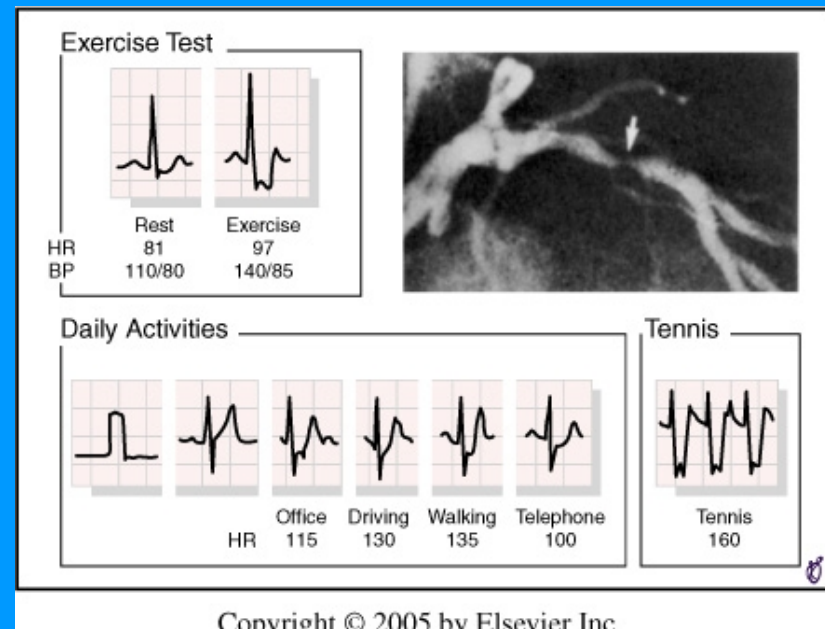 Exercise Test
Rest Exercise
HR 81 97
BP 110/80 140/85
Daily Activities
Office Driving Walking Telephone
HR 115 130 135 100
Tennis
Tennis
160
Copyright © 2005 by Elsevier Inc